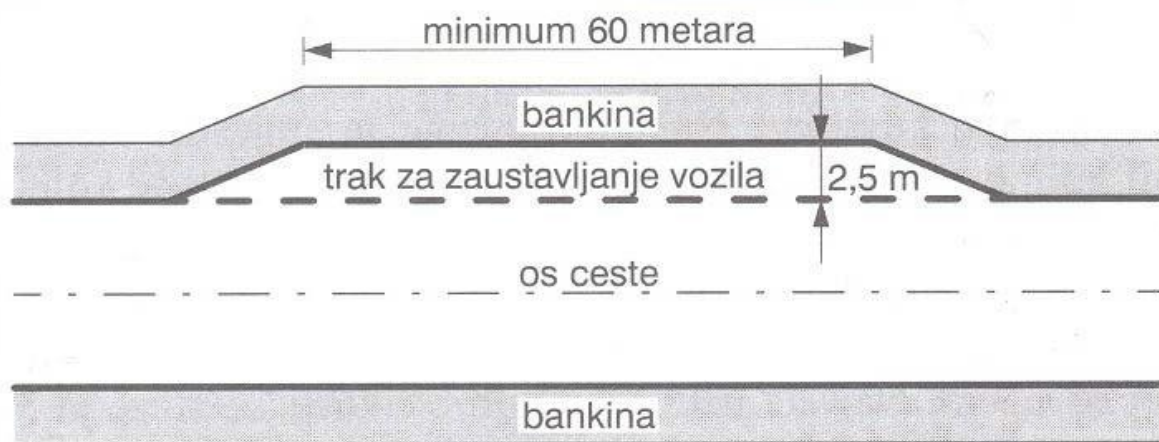 minimum 60 metara
bankina
trak za zaustavljanje vozila
2,5 m
os ceste
bankina